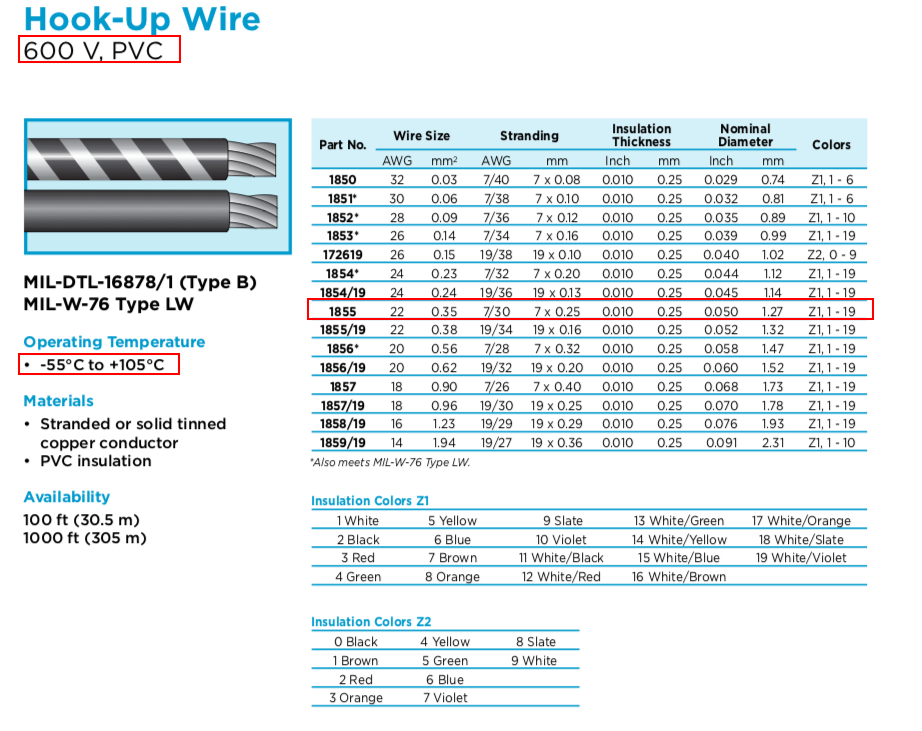 Hook-Up Wire
600 V, PVC
MIL-DTL-16878/1 (Type B)
MIL-W-76 Type LW
Operating Temperature
• -55°C to +105°C
Materials
• Stranded or solid tinned
copper conductor
• PVC insulation
Availability
100 ft (30.5 m)
1000 ft (305 m)
Part No. Wire Size Stranding Insulation Thickness Nominal Diameter Colors
AWG mm² AWG mm Inch mm Inch mm
1850 32 0.03 7/40 7 x 0.08 0.010 0.25 0.029 0.74 Z1, 1 - 6
1851* 30 0.06 7/38 7 x 0.10 0.010 0.25 0.032 0.81 Z1, 1 - 6
1852* 28 0.09 7/36 7 x 0.12 0.010 0.25 0.035 0.89 Z1, 1 - 10
1853* 26 0.14 7/34 7 x 0.16 0.010 0.25 0.039 0.99 Z1, 1 - 19
172619 26 0.15 19/38 19 x 0.10 0.010 0.25 0.040 1.02 Z2, 0 - 9
1854* 24 0.23 7/32 7 x 0.20 0.010 0.25 0.044 1.12 Z1, 1 - 19
1854/19 24 0.24 19/36 19 x 0.13 0.010 0.25 0.045 1.14 Z1, 1 - 19
1855 22 0.35 7/30 7 x 0.25 0.010 0.25 0.050 1.27 Z1, 1 - 19
1855/19 22 0.38 19/34 19 x 0.16 0.010 0.25 0.052 1.32 Z1, 1 - 19
1856* 20 0.56 7/28 7 x 0.32 0.010 0.25 0.058 1.47 Z1, 1 - 19
1856/19 20 0.62 19/32 19 x 0.20 0.010 0.25 0.060 1.52 Z1, 1 - 19
1857 18 0.90 7/26 7 x 0.40 0.010 0.25 0.068 1.73 Z1, 1 - 19
1857/19 18 0.96 19/30 19 x 0.25 0.010 0.25 0.070 1.78 Z1, 1 - 19
1858/19 16 1.23 19/29 19 x 0.29 0.010 0.25 0.076 1.93 Z1, 1 - 19
1859/19 14 1.94 19/27 19 x 0.36 0.010 0.25 0.091 2.31 Z1, 1 - 10
*Also meets MIL-W-76 Type LW.
Insulation Colors Z1
1 White 5 Yellow 9 Slate 13 White/Green 17 White/Orange
2 Black 6 Blue 10 Violet 14 White/Yellow 18 White/Slate
3 Red 7 Brown 11 White/Black 15 White/Blue 19 White/Violet
4 Green 8 Orange 12 White/Red 16 White/Brown
Insulation Colors Z2
0 Black 4 Yellow 8 Slate
1 Brown 5 Green 9 White
2 Red 6 Blue
3 Orange 7 Violet